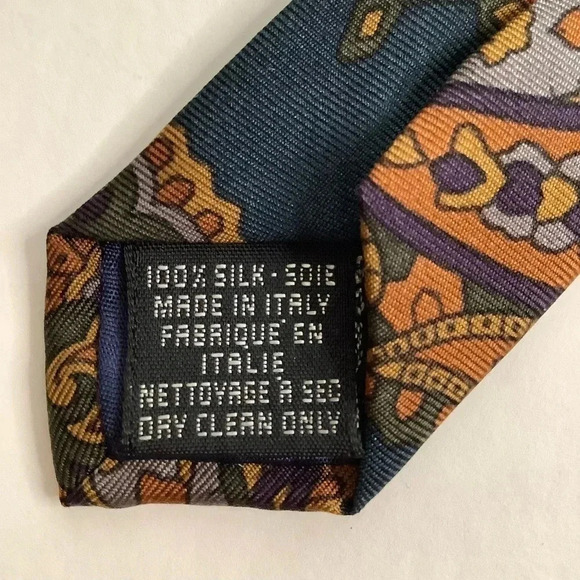 100% SILK - SOIE
MADE IN ITALY
FABRIQUE EN
ITALIE
NETTOYAGE A SEC
DRY CLEAN ONLY